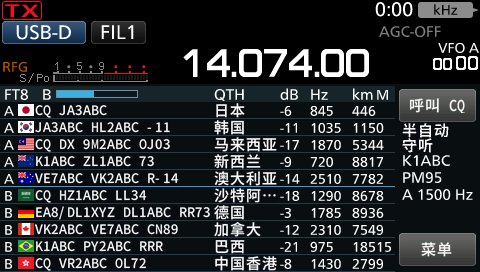 TX 0:00 kHz
USB-D FIL1 AGC-OFF
14.074.00 VFO A
RFG 1 5 9 00 00
S/Po
FT8 B QTH dB Hz km M
A CQ JA3ABC 日本 -6 845 446
A JA3ABC HL2ABC -11 韩国 -11 1035 1150
A CQ DX 9M2ABC OJ03 马来西亚 -17 1870 5344
A K1ABC ZL1ABC 73 新西兰 -9 720 8817
A VE7ABC VK2ABC R-14 澳大利亚 -14 2510 7782
B CQ HZ1ABC LL34 沙特阿… -18 1290 8678
B EA8/DL1XYZ DL1ABC RR73 德国 -3 1785 8936
B VK2ABC VE7ABC CN89 加拿大 -12 2310 7549
B K1ABC PY2ABC RRR 巴西 -21 975 18515
B CQ VR2ABC OL72 中国香港 -8 1430 2799
呼叫 CQ
半自动
守听
K1ABC
PM95
A 1500 Hz
菜单